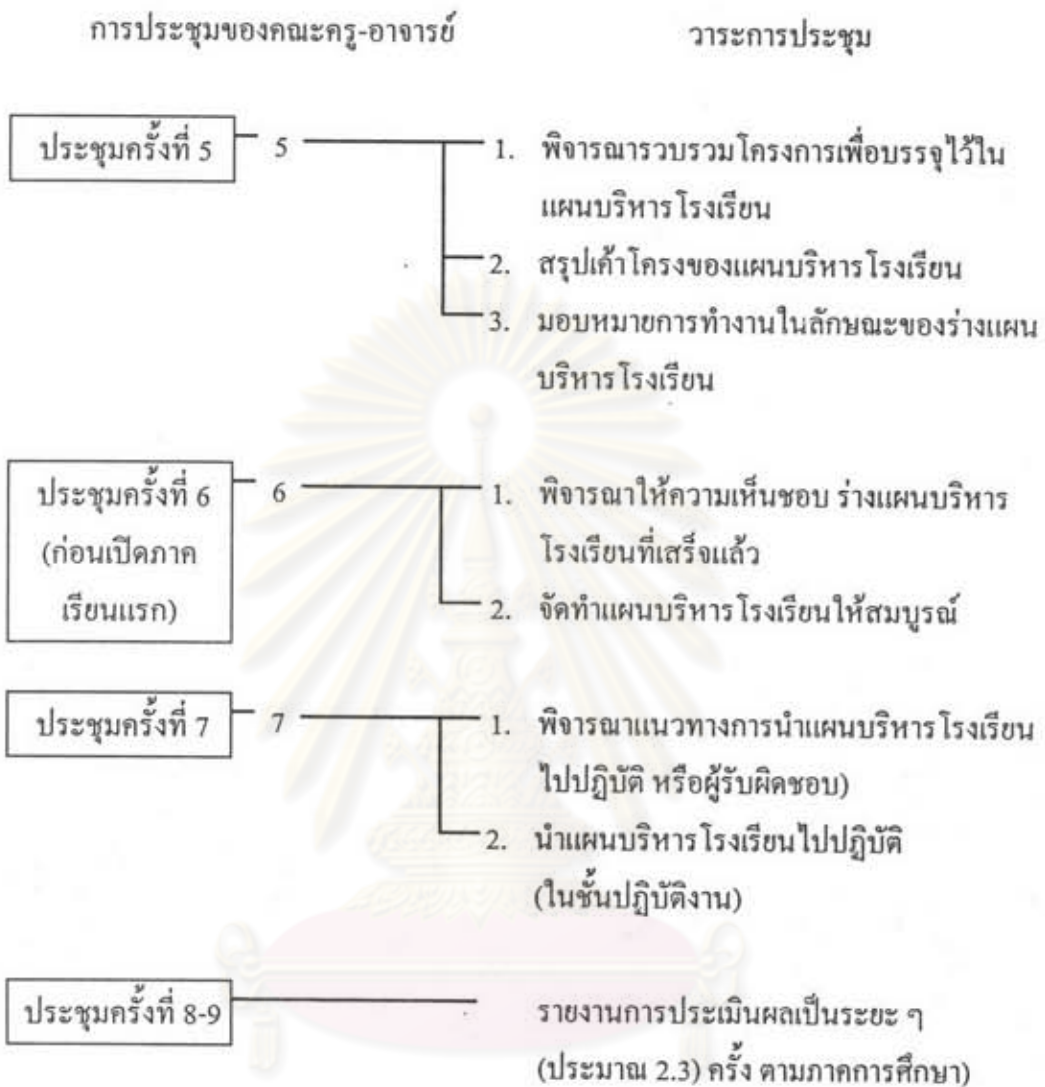 การประชุมของคณะครู-อาจารย์ วาระการประชุม
ประชุมครั้งที่ 5 5 1. พิจารณารวบรวมโครงการเพื่อบรรจุไว้ใน
แผนบริหารโรงเรียน
2. สรุปเค้าโครงของแผนบริหารโรงเรียน
3. มอบหมายการทำงานในลักษณะของร่างแผน
บริหารโรงเรียน
ประชุมครั้งที่ 6 6 1. พิจารณาให้ความเห็นชอบ ร่างแผนบริหาร
(ก่อนเปิดภาค โรงเรียนที่เสร็จแล้ว
เรียนแรก) 2. จัดทำแผนบริหารโรงเรียนให้สมบูรณ์
ประชุมครั้งที่ 7 7 1. พิจารณาแนวทางการนำแผนบริหารโรงเรียน
ไปปฏิบัติ หรือผู้รับผิดชอบ)
2. นำแผนบริหารโรงเรียนไปปฏิบัติ
(ในชั้นปฏิบัติงาน)
ประชุมครั้งที่ 8-9 รายงานการประเมินผลเป็นระยะ ๆ
(ประมาณ 2.3) ครั้ง ตามภาคการศึกษา)